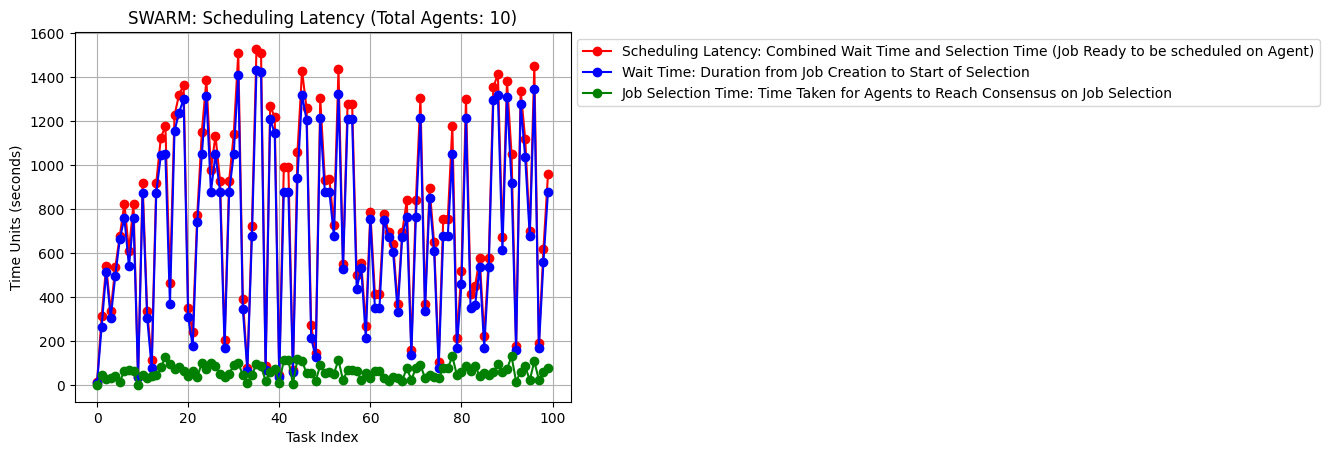 SWARM: Scheduling Latency (Total Agents: 10)
Scheduling Latency: Combined Wait Time and Selection Time (Job Ready to be scheduled on Agent)
Wait Time: Duration from Job Creation to Start of Selection
Job Selection Time: Time Taken for Agents to Reach Consensus on Job Selection
Time Units (seconds)
1600
1400
1200
1000
800
600
400
200
0
0 20 40 60 80 100
Task Index